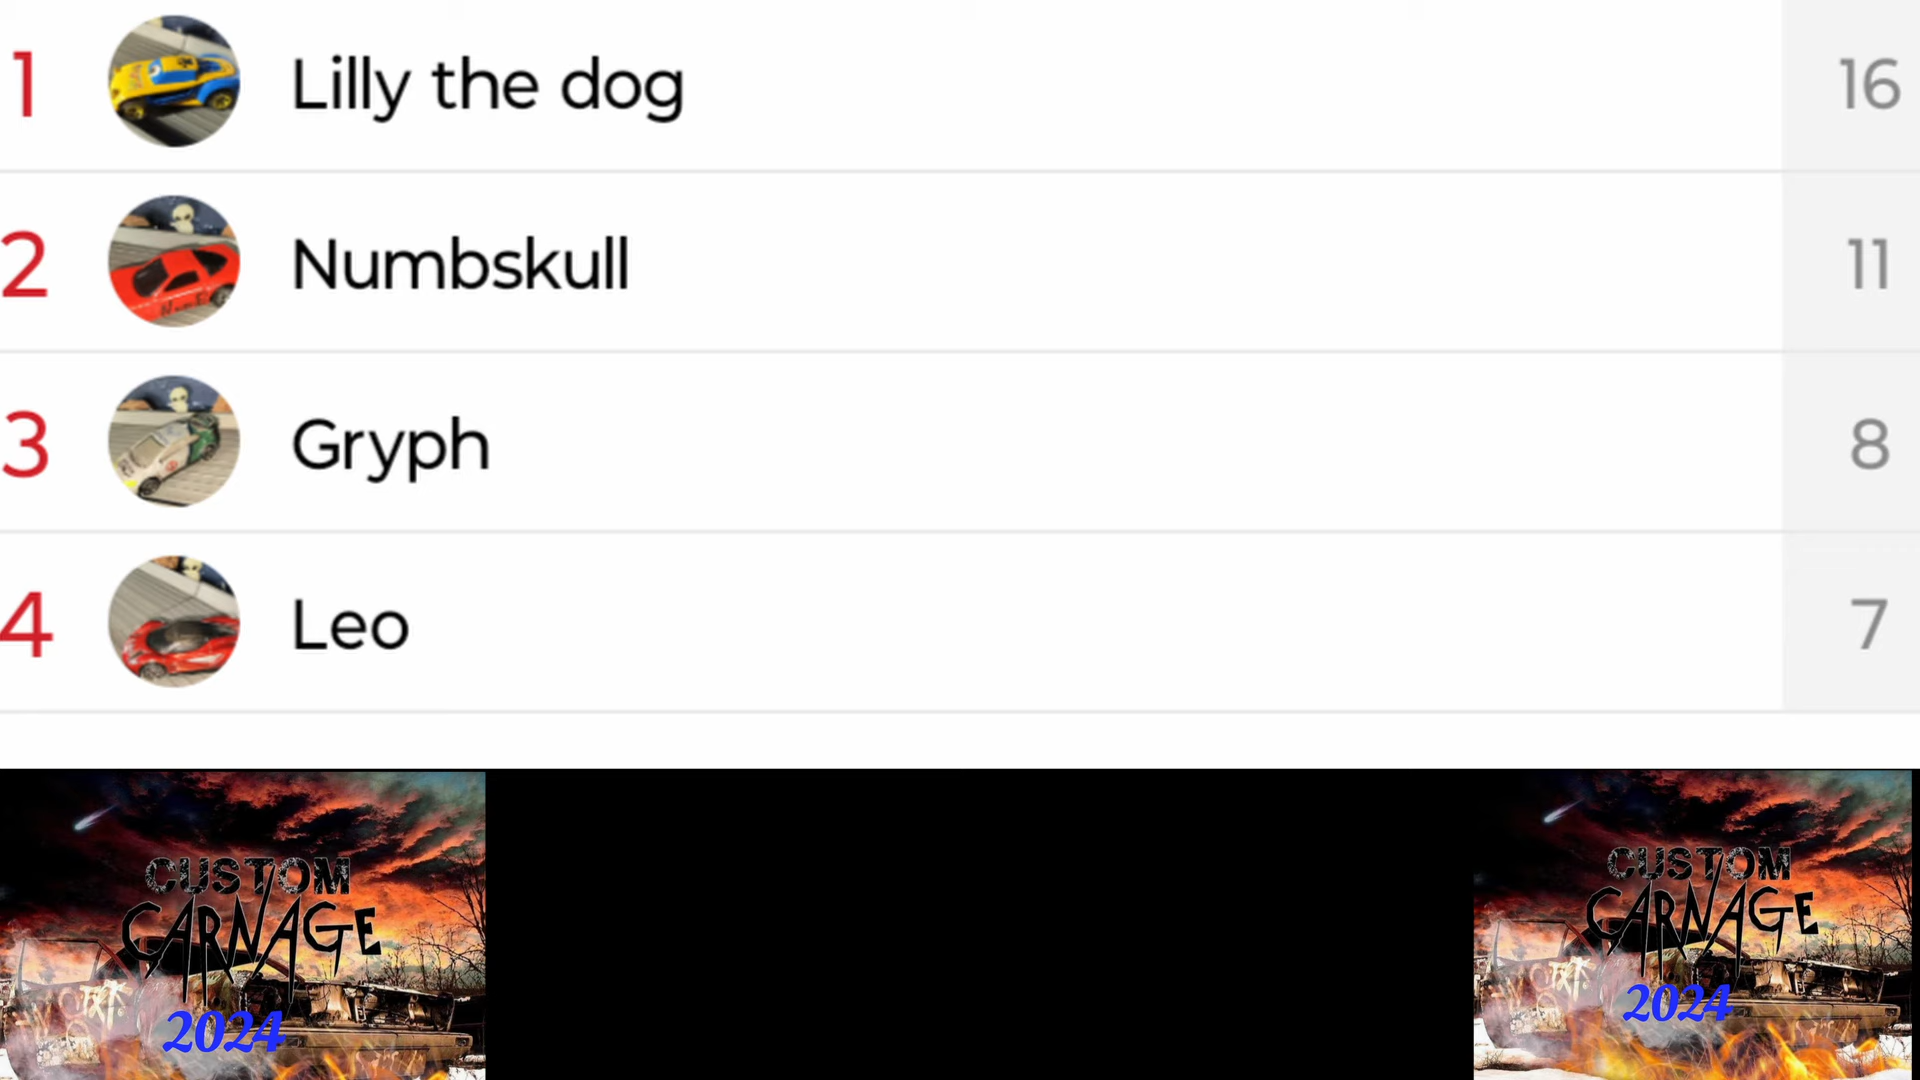 1 Lilly the dog 16
2 Numbskull 11
3 Gryph 8
4 Leo 7
CUSTOM
CARNAGE
2024
CUSTOM
CARNAGE
2024